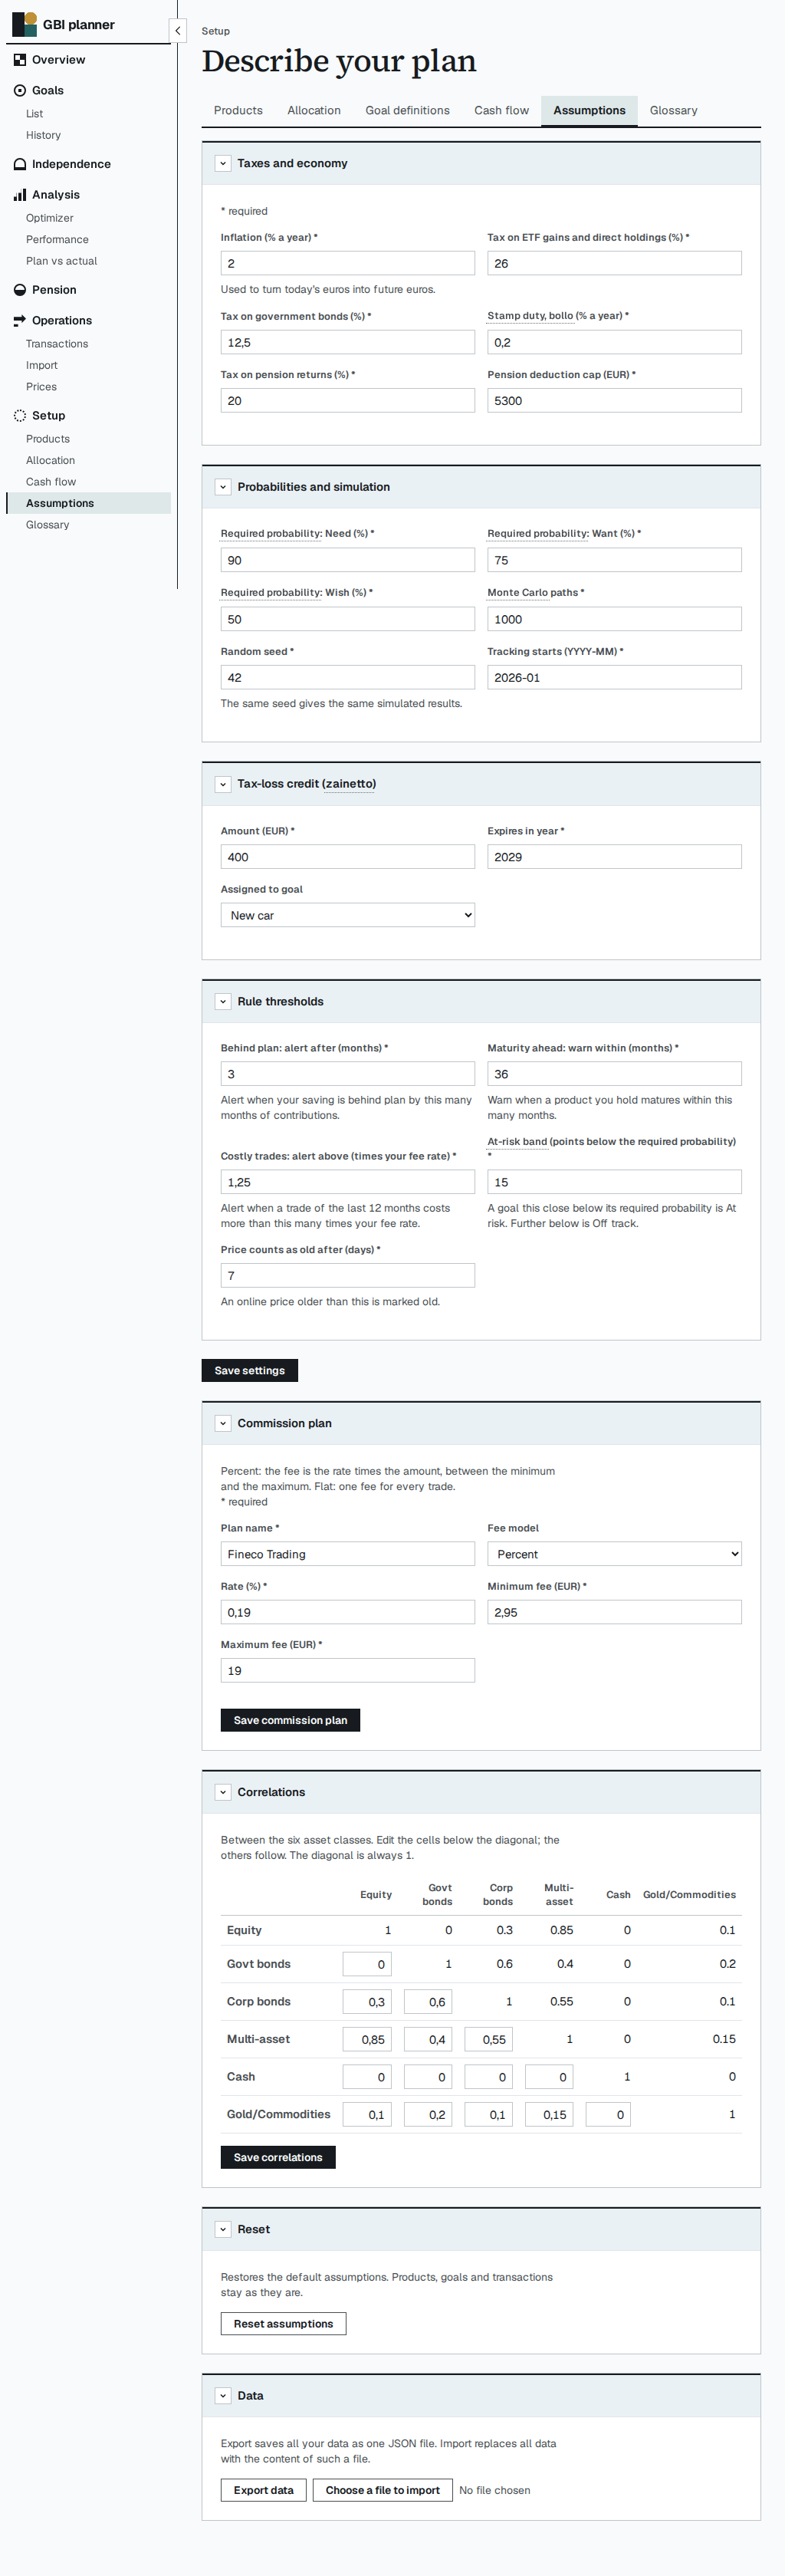 GBI planner
Overview
Goals
List
History
Independence
Analysis
Optimizer
Performance
Plan vs actual
Pension
Operations
Transactions
Import
Prices
Setup
Products
Allocation
Cash flow
Assumptions
Glossary
Setup
Describe your plan
Products Allocation Goal definitions Cash flow Assumptions Glossary
Taxes and economy
* required
Inflation (% a year) * Tax on ETF gains and direct holdings (%) *
2 26
Used to turn today's euros into future euros.
Tax on government bonds (%) * Stamp duty, bollo (% a year) *
12,5 0,2
Tax on pension returns (%) * Pension deduction cap (EUR) *
20 5300
Probabilities and simulation
Required probability: Need (%) * Required probability: Want (%) *
90 75
Required probability: Wish (%) * Monte Carlo paths *
50 1000
Random seed * Tracking starts (YYYY-MM) *
42 2026-01
The same seed gives the same simulated results.
Tax-loss credit (zainetto)
Amount (EUR) * Expires in year *
400 2029
Assigned to goal
New car
Rule thresholds
Behind plan: alert after (months) * Maturity ahead: warn within (months) *
3 36
Alert when your saving is behind plan by this many Warn when a product you hold matures within this
months of contributions. many months.
At-risk band (points below the required probability)
Costly trades: alert above (times your fee rate) * *
1,25 15
Alert when a trade of the last 12 months costs A goal this close below its required probability is At
more than this many times your fee rate. risk. Further below is Off track.
Price counts as old after (days) *
7
An online price older than this is marked old.
Save settings
Commission plan
Percent: the fee is the rate times the amount, between the minimum
and the maximum. Flat: one fee for every trade.
* required
Plan name * Fee model
Fineco Trading Percent
Rate (%) * Minimum fee (EUR) *
0,19 2,95
Maximum fee (EUR) *
19
Save commission plan
Correlations
Between the six asset classes. Edit the cells below the diagonal; the
others follow. The diagonal is always 1.
Equity Govt bonds Corp bonds Multi-asset Cash Gold/Commodities
Equity 1 0 0.3 0.85 0 0.1
Govt bonds 0 1 0.6 0.4 0 0.2
Corp bonds 0,3 0,6 1 0.55 0 0.1
Multi-asset 0,85 0,4 0,55 1 0 0.15
Cash 0 0 0 0 1 0
Gold/Commodities 0,1 0,2 0,1 0,15 0 1
Save correlations
Reset
Restores the default assumptions. Products, goals and transactions
stay as they are.
Reset assumptions
Data
Export saves all your data as one JSON file. Import replaces all data
with the content of such a file.
Export data Choose a file to import No file chosen